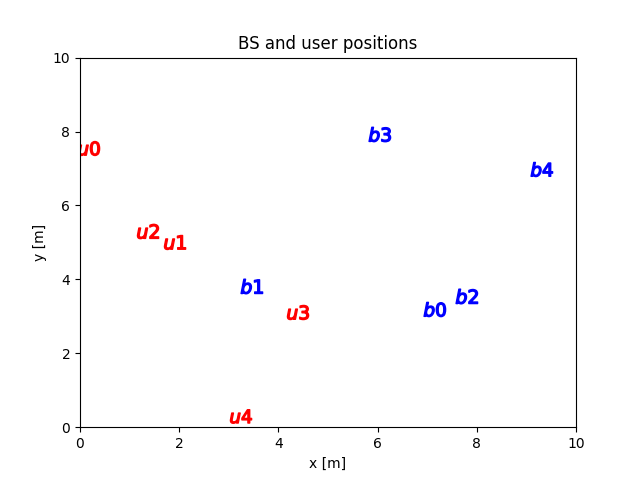 BS and user positions
10
8
6
4
2
0
y [m]
u0
b3
b4
u2
u1
b1
b2
b0
u3
u4
0 2 4 6 8 10
x [m]